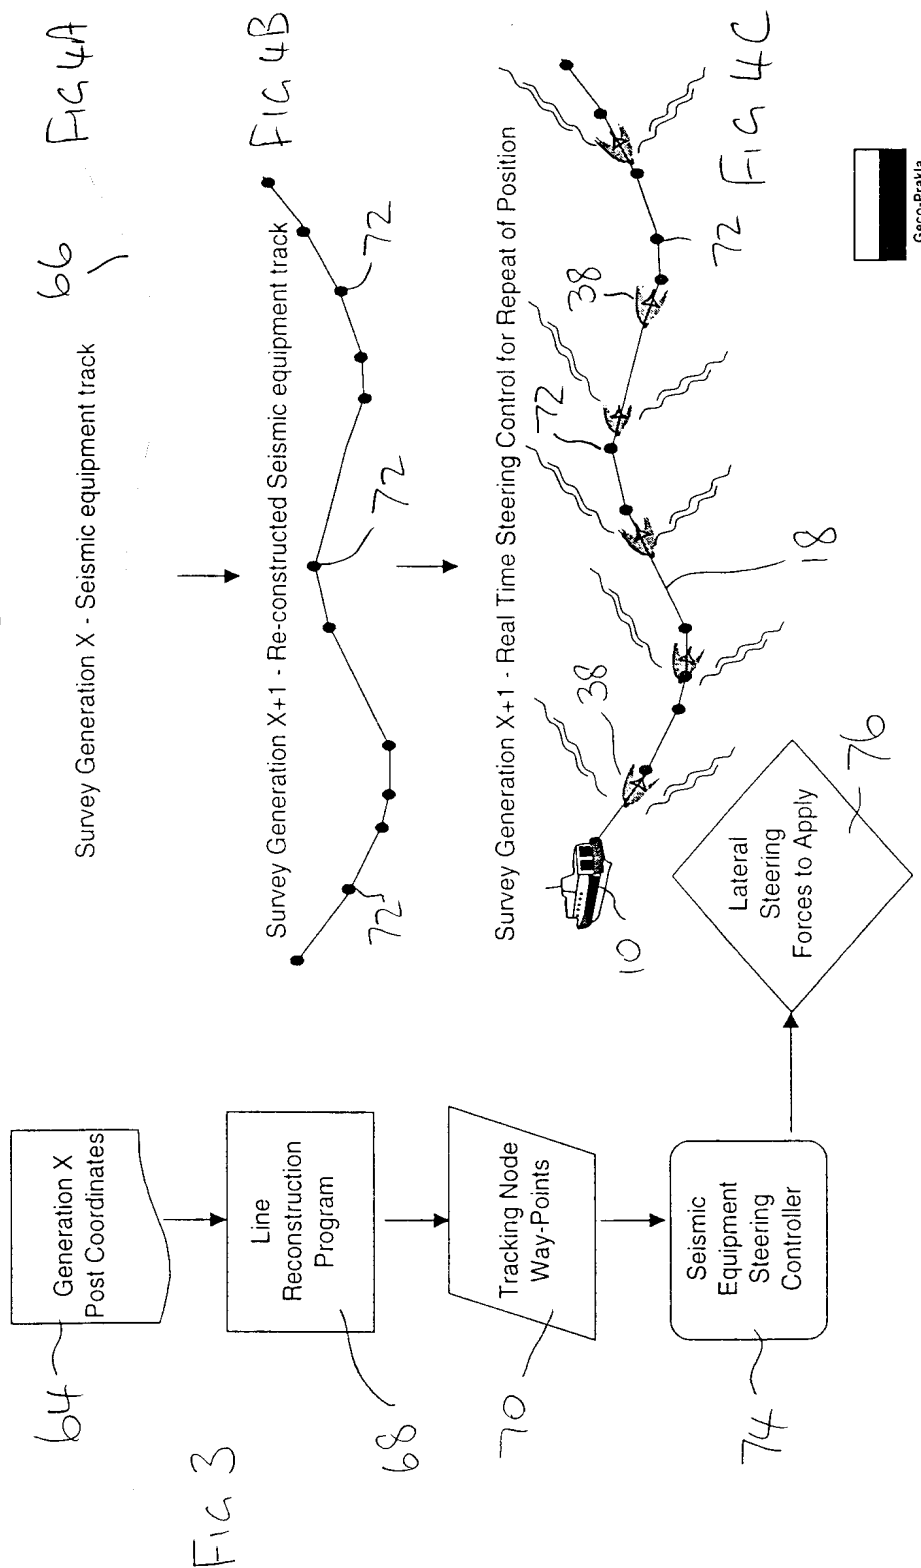 66
FIG 4A
Survey Generation X - Seismic equipment track
Survey Generation X+1 - Re-constructed Seismic equipment track
FIG 4B
72
72
72
Survey Generation X+1 - Real Time Steering Control for Repeat of Position
10
38
18
72
38
72
FIG 4C
Geco-Prakla
FIG 3
64
Generation X
Post Coordinates
68
Line
Reconstruction
Program
70
Tracking Node
Way-Points
74
Seismic
Equipment
Steering
Controller
76
Lateral
Steering
Forces to Apply